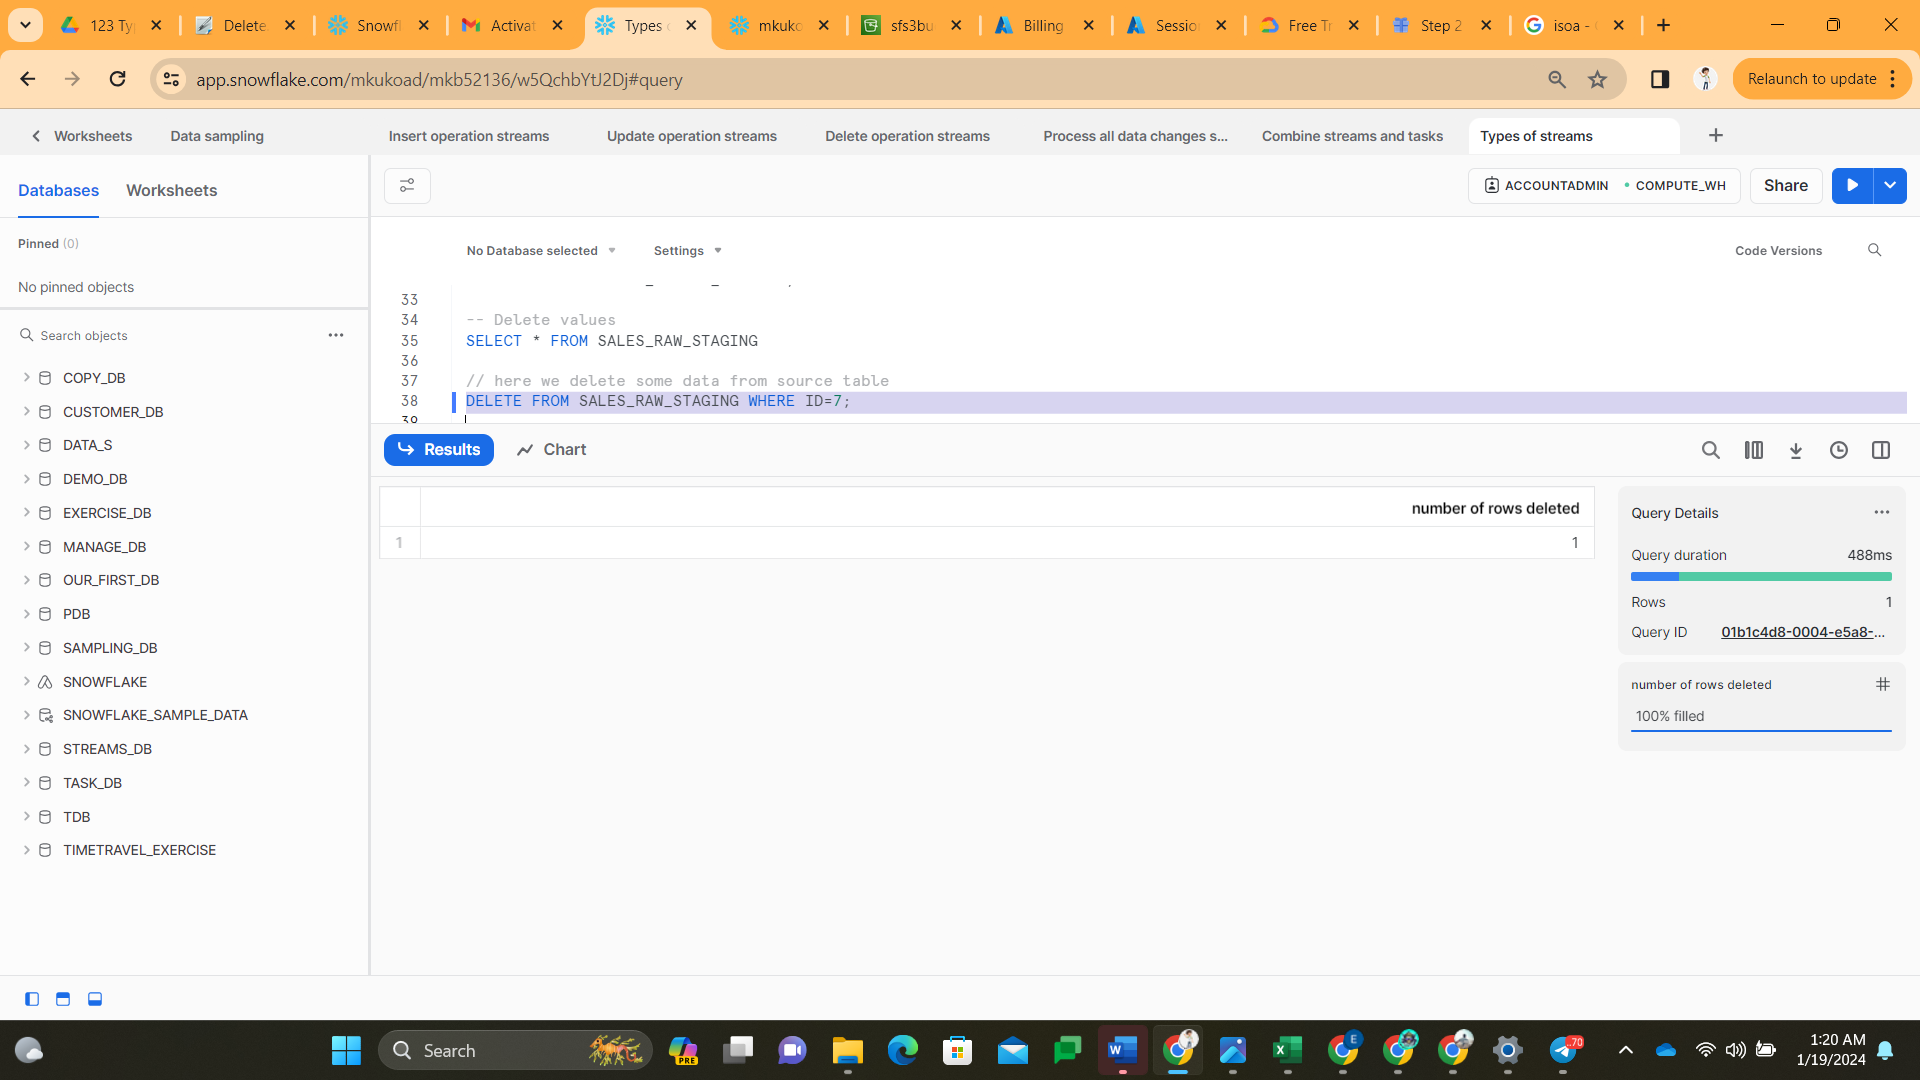 123 Ty
Delete
Snowfl
Activat
Types
mkuko
sfs3bu
Billing
Sessio
Free Tr
Step 2
isoa -
app.snowflake.com/mkukoad/mkb52136/w5QchbYtJ2Dj#query
Relaunch to update
Worksheets
Data sampling
Insert operation streams
Update operation streams
Delete operation streams
Process all data changes s...
Combine streams and tasks
Types of streams
Databases Worksheets
ACCOUNTADMIN COMPUTE_WH
Share
Pinned (0)
No pinned objects
Search objects
COPY_DB
CUSTOMER_DB
DATA_S
DEMO_DB
EXERCISE_DB
MANAGE_DB
OUR_FIRST_DB
PDB
SAMPLING_DB
SNOWFLAKE
SNOWFLAKE_SAMPLE_DATA
STREAMS_DB
TASK_DB
TDB
TIMETRAVEL_EXERCISE
No Database selected Settings
Code Versions
33
34 -- Delete values
35 SELECT * FROM SALES_RAW_STAGING
36
37 // here we delete some data from source table
38 DELETE FROM SALES_RAW_STAGING WHERE ID=7;
39
Results Chart
number of rows deleted
1 1
Query Details
Query duration 488ms
Rows 1
Query ID 01b1c4d8-0004-e5a8-...
number of rows deleted
100% filled
Search
PRE
W
X
E
70
1:20 AM
1/19/2024